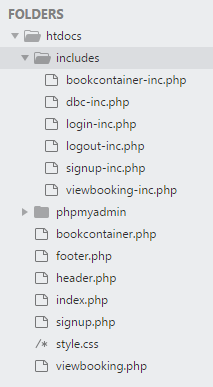 FOLDERS
htdocs
includes
bookcontainer-inc.php
dbc-inc.php
login-inc.php
logout-inc.php
signup-inc.php
viewbooking-inc.php
phpmyadmin
bookcontainer.php
footer.php
header.php
index.php
signup.php
/* style.css
viewbooking.php